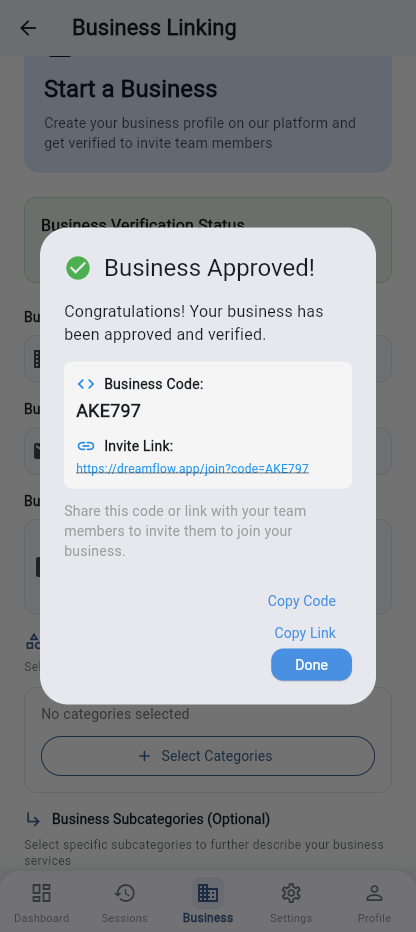 Business Linking
Start a Business
Create your business profile on our platform and
get verified to invite team members
Business Verification Status
Business Approved!
Congratulations! Your business has
been approved and verified.
Business Code:
AKE797
Invite Link:
https://dreamflow.app/join?code=AKE797
Share this code or link with your team
members to invite them to join your
business.
Copy Code
Copy Link
Done
Bu
Bu
Bu
Sel
No categories selected
Select Categories
Business Subcategories (Optional)
Select specific subcategories to further describe your business
services
Dashboard
Sessions
Business
Settings
Profile